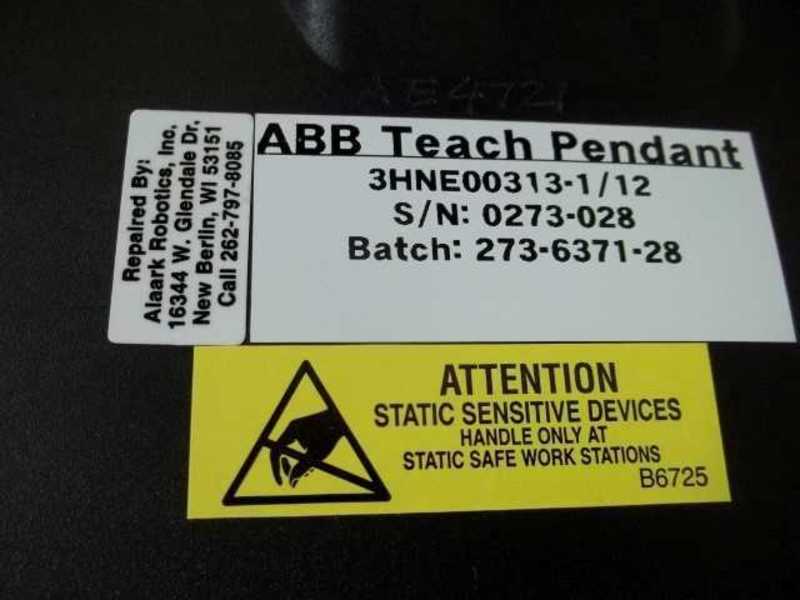 AE4721
Repaired By:
Alaark Robotics, Inc.
16344 W. Glendale Dr.
New Berlin, WI 53151
Call 262-797-8085
ABB Teach Pendant
3HNE00313-1/12
S/N: 0273-028
Batch: 273-6371-28
ATTENTION
STATIC SENSITIVE DEVICES
HANDLE ONLY AT
STATIC SAFE WORK STATIONS
B6725